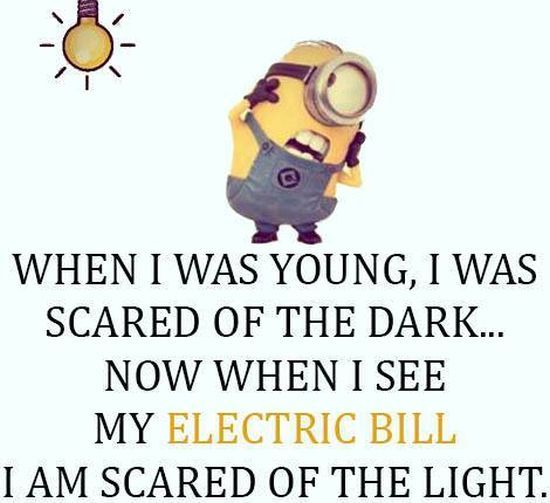 WHEN I WAS YOUNG, I WAS
SCARED OF THE DARK...
NOW WHEN I SEE
MY ELECTRIC BILL
I AM SCARED OF THE LIGHT.